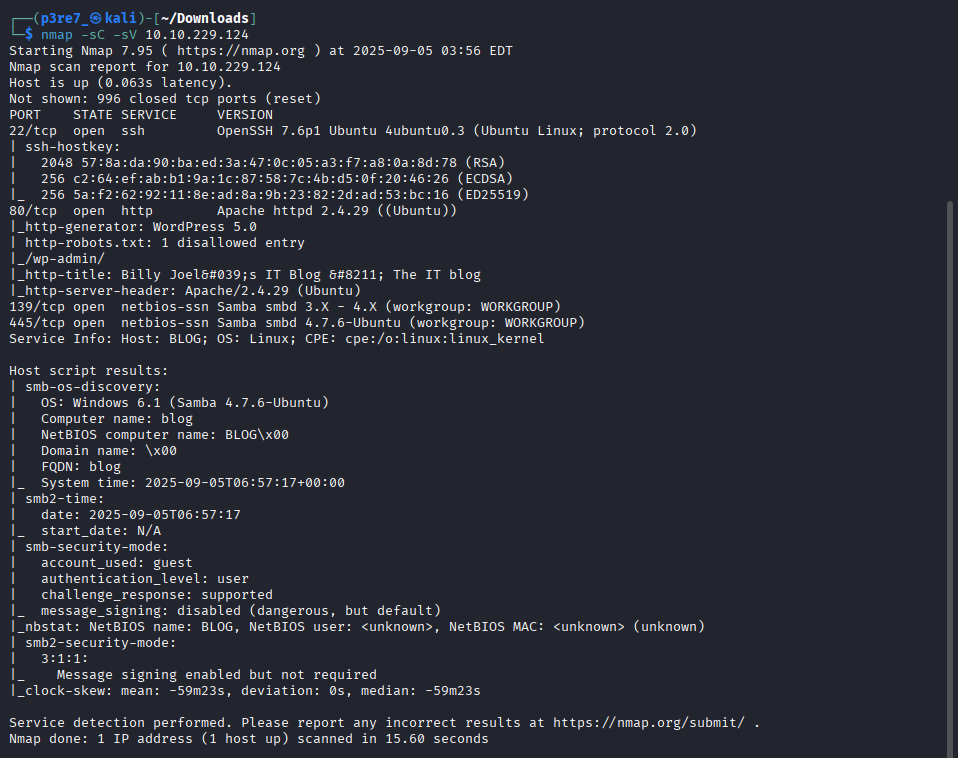 ┌──(p3re7_㉿kali)-[~/Downloads]
└─$ nmap -sC -sV 10.10.229.124
Starting Nmap 7.95 ( https://nmap.org ) at 2025-09-05 03:56 EDT
Nmap scan report for 10.10.229.124
Host is up (0.063s latency).
Not shown: 996 closed tcp ports (reset)
PORT    STATE SERVICE     VERSION
22/tcp  open  ssh         OpenSSH 7.6p1 Ubuntu 4ubuntu0.3 (Ubuntu Linux; protocol 2.0)
| ssh-hostkey:
|   2048 57:8a:da:90:ba:ed:3a:47:0c:05:a3:f7:a8:0a:8d:78 (RSA)
|   256 c2:64:ef:ab:b1:9a:1c:87:58:7c:4b:d5:0f:20:46:26 (ECDSA)
|_  256 5a:f2:62:92:11:8e:ad:8a:9b:23:82:2d:ad:53:bc:16 (ED25519)
80/tcp  open  http        Apache httpd 2.4.29 ((Ubuntu))
|_http-generator: WordPress 5.0
| http-robots.txt: 1 disallowed entry
|_/wp-admin/
|_http-title: Billy Joel&#039;s IT Blog &#8211; The IT blog
|_http-server-header: Apache/2.4.29 (Ubuntu)
139/tcp open  netbios-ssn Samba smbd 3.X - 4.X (workgroup: WORKGROUP)
445/tcp open  netbios-ssn Samba smbd 4.7.6-Ubuntu (workgroup: WORKGROUP)
Service Info: Host: BLOG; OS: Linux; CPE: cpe:/o:linux:linux_kernel

Host script results:
| smb-os-discovery:
|   OS: Windows 6.1 (Samba 4.7.6-Ubuntu)
|   Computer name: blog
|   NetBIOS computer name: BLOG\x00
|   Domain name: \x00
|   FQDN: blog
|_  System time: 2025-09-05T06:57:17+00:00
| smb2-time:
|   date: 2025-09-05T06:57:17
|_  start_date: N/A
| smb-security-mode:
|   account_used: guest
|   authentication_level: user
|   challenge_response: supported
|_  message_signing: disabled (dangerous, but default)
|_nbstat: NetBIOS name: BLOG, NetBIOS user: <unknown>, NetBIOS MAC: <unknown> (unknown)
| smb2-security-mode:
|   3:1:1:
|_    Message signing enabled but not required
|_clock-skew: mean: -59m23s, deviation: 0s, median: -59m23s

Service detection performed. Please report any incorrect results at https://nmap.org/submit/ .
Nmap done: 1 IP address (1 host up) scanned in 15.60 seconds